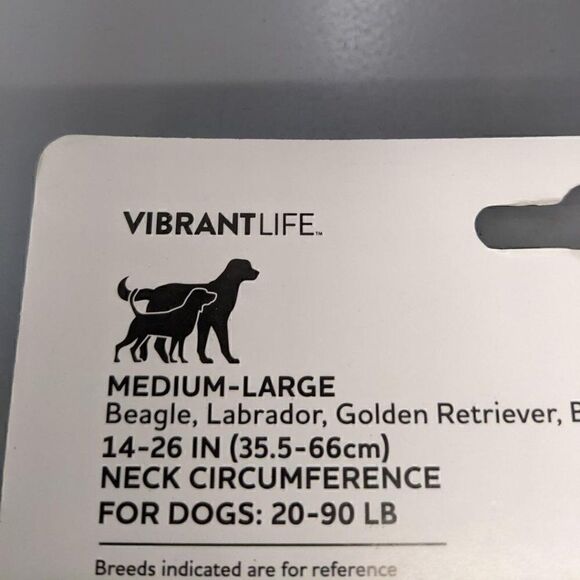 VIBRANTLIFE™
MEDIUM-LARGE
Beagle, Labrador, Golden Retriever,
14-26 IN (35.5-66cm)
NECK CIRCUMFERENCE
FOR DOGS: 20-90 LB
Breeds indicated are for reference